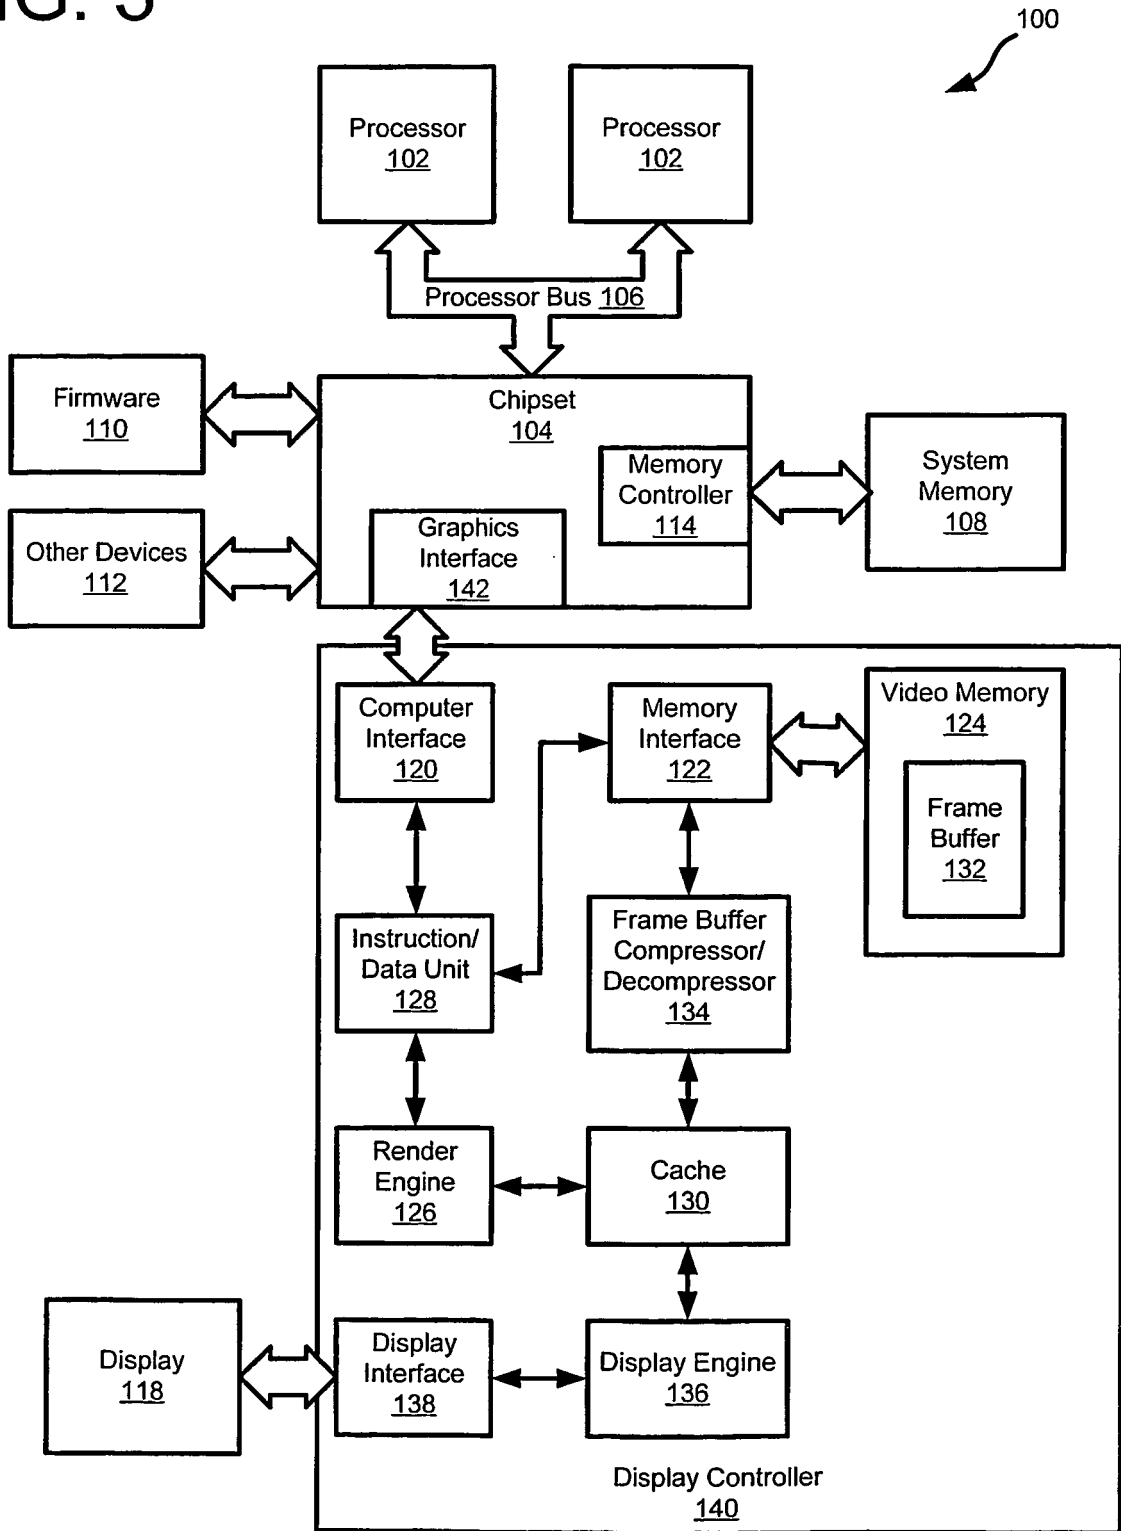 FIG. 3
100
Processor
102
Processor
102
Processor Bus 106
Firmware
110
Chipset
104
Memory
Controller
114
System
Memory
108
Other Devices
112
Graphics
Interface
142
Computer
Interface
120
Memory
Interface
122
Video Memory
124
Frame
Buffer
132
Instruction/
Data Unit
128
Frame Buffer
Compressor/
Decompressor
134
Render
Engine
126
Cache
130
Display
118
Display
Interface
138
Display Engine
136
Display Controller
140